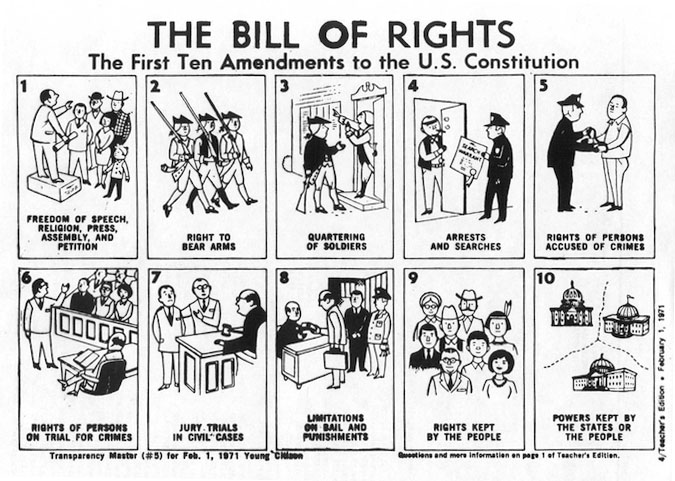 THE BILL OF RIGHTS
The First Ten Amendments to the U.S. Constitution
1
FREEDOM OF SPEECH,
RELIGION, PRESS,
ASSEMBLY, AND
PETITION
2
RIGHT TO
BEAR ARMS
3
QUARTERING
OF SOLDIERS
4
SEARCH
WARRANT
ARRESTS
AND SEARCHES
5
RIGHTS OF PERSONS
ACCUSED OF CRIMES
6
RIGHTS OF PERSONS
ON TRIAL FOR CRIMES
7
JURY TRIALS
IN CIVIL CASES
8
LIMITATIONS
ON BAIL AND
PUNISHMENTS
9
RIGHTS KEPT
BY THE PEOPLE
10
POWERS KEPT BY
THE STATES OR
THE PEOPLE
4/Teacher's Edition • February 1, 1971
Transparency Master (#5) for Feb. 1, 1971 Young Citizen
Questions and more information on page 1 of Teacher's Edition.